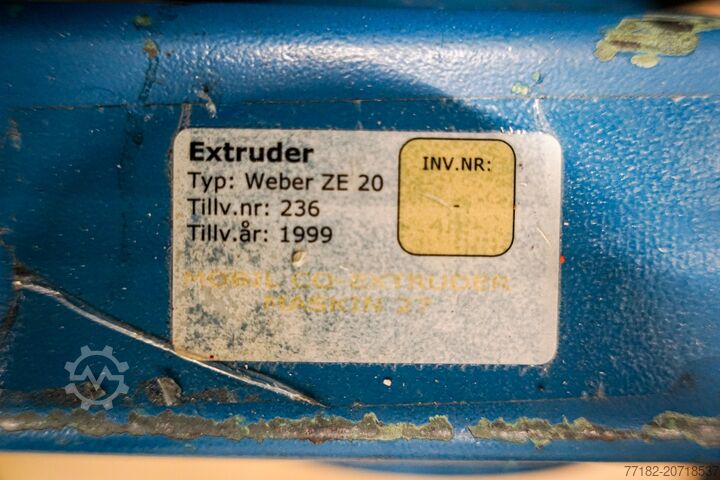 Extruder
Typ: Weber ZE 20
Tillv.nr: 236
Tillv.år: 1999
INV.NR:
-
MOBIL CO-EXTRUDER
MASKIN 27
77182-20718537